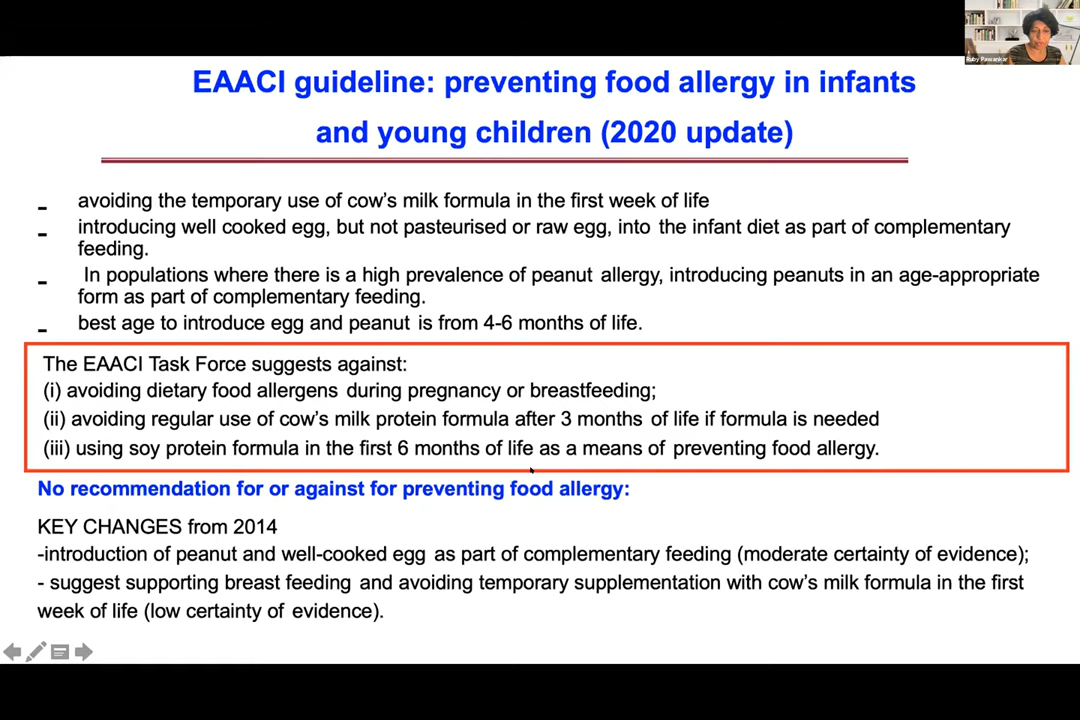 Ruby Pawankar
EAACI guideline: preventing food allergy in infants
and young children (2020 update)
- avoiding the temporary use of cow's milk formula in the first week of life
- introducing well cooked egg, but not pasteurised or raw egg, into the infant diet as part of complementary
feeding.
- In populations where there is a high prevalence of peanut allergy, introducing peanuts in an age-appropriate
form as part of complementary feeding.
- best age to introduce egg and peanut is from 4-6 months of life.
The EAACI Task Force suggests against:
(i) avoiding dietary food allergens during pregnancy or breastfeeding;
(ii) avoiding regular use of cow's milk protein formula after 3 months of life if formula is needed
(iii) using soy protein formula in the first 6 months of life as a means of preventing food allergy.
No recommendation for or against for preventing food allergy:
KEY CHANGES from 2014
-introduction of peanut and well-cooked egg as part of complementary feeding (moderate certainty of evidence);
- suggest supporting breast feeding and avoiding temporary supplementation with cow's milk formula in the first
week of life (low certainty of evidence).